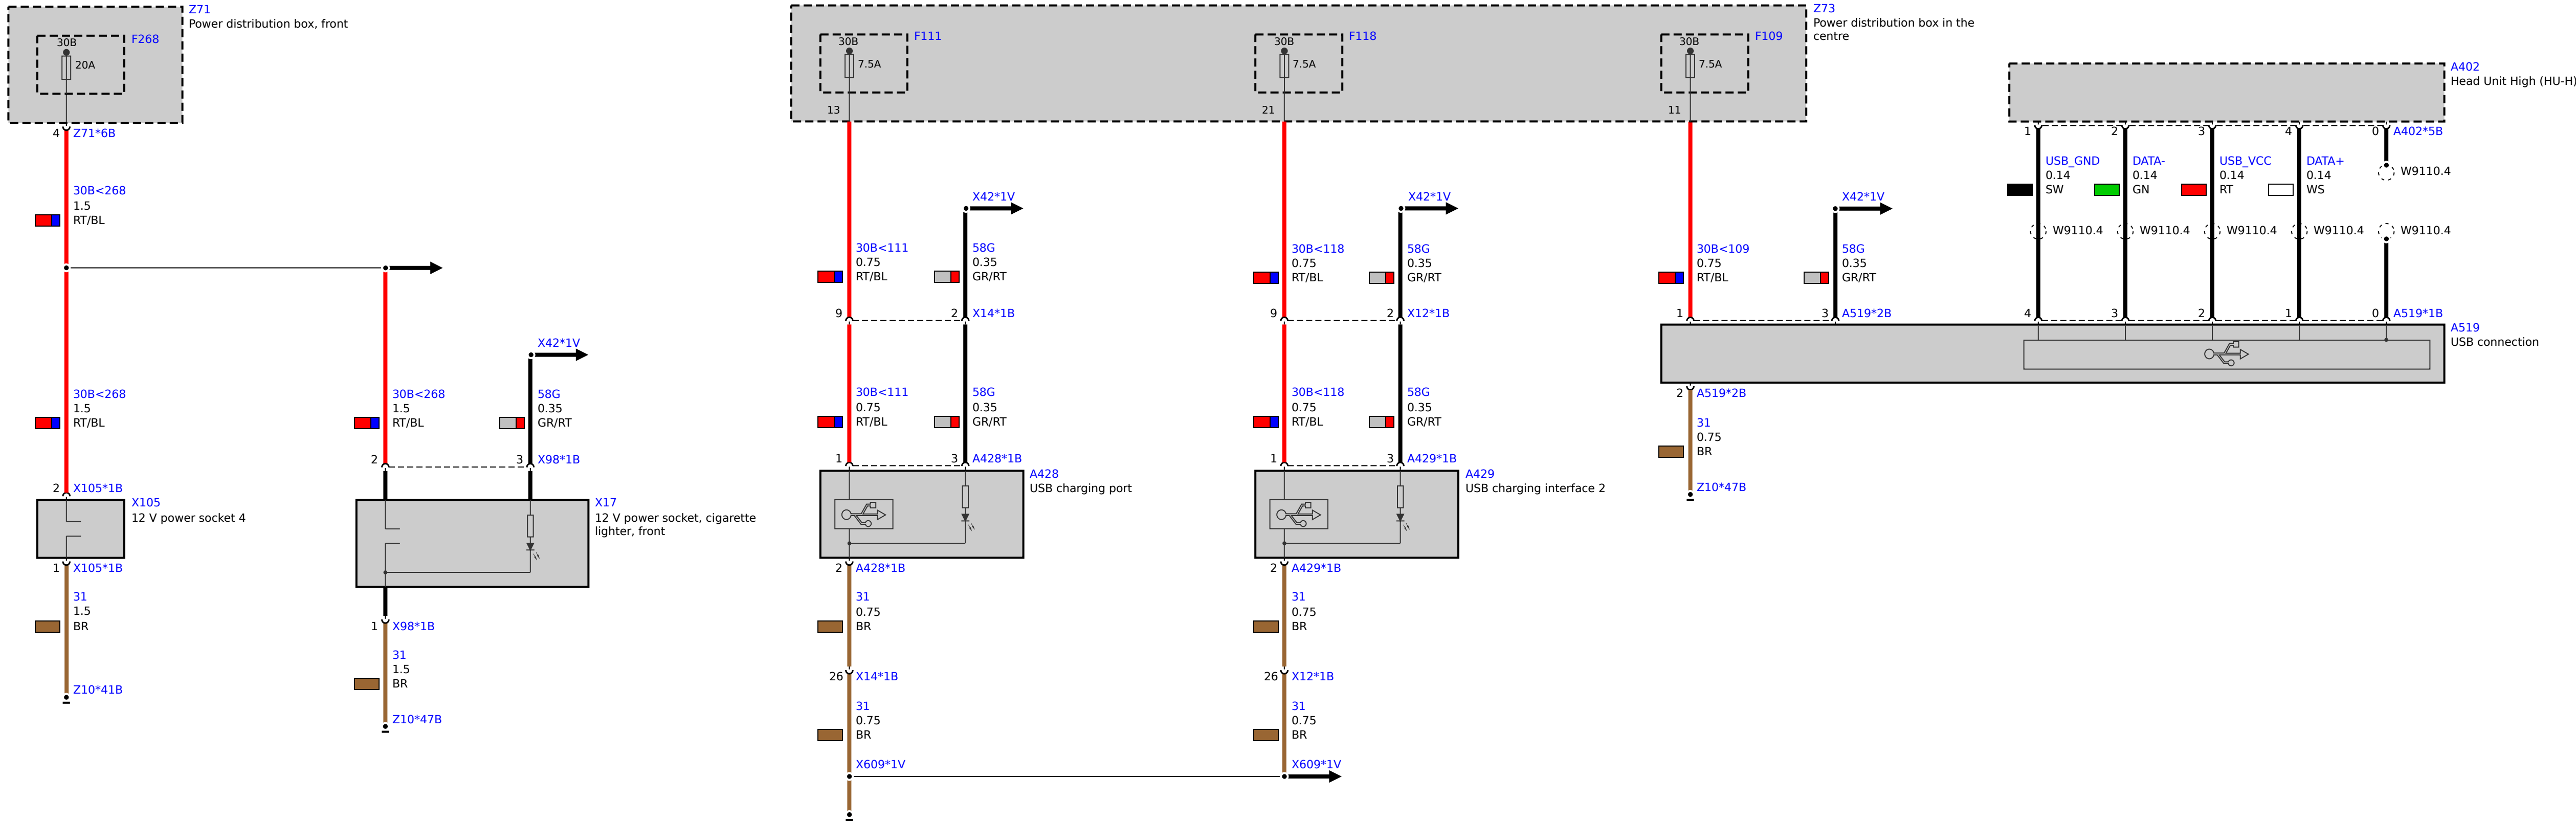 Z71
Power distribution box, front
30B
F268
20A
4
Z71*6B
30B<268
1.5
RT/BL
30B<268
1.5
RT/BL
2
X105*1B
X105
12 V power socket 4
1
X105*1B
31
1.5
BR
Z10*41B
30B<268
1.5
RT/BL
X42*1V
58G
0.35
GR/RT
2
3
X98*1B
X17
12 V power socket, cigarette
lighter, front
1
X98*1B
31
1.5
BR
Z10*47B
Z73
Power distribution box in the
centre
30B
F111
7.5A
13
30B
F118
7.5A
21
30B
F109
7.5A
11
30B<111
0.75
RT/BL
X42*1V
58G
0.35
GR/RT
9
2
X14*1B
30B<111
0.75
RT/BL
58G
0.35
GR/RT
1
3
A428*1B
A428
USB charging port
2
A428*1B
31
0.75
BR
26
X14*1B
31
0.75
BR
X609*1V
30B<118
0.75
RT/BL
X42*1V
58G
0.35
GR/RT
9
2
X12*1B
30B<118
0.75
RT/BL
58G
0.35
GR/RT
1
3
A429*1B
A429
USB charging interface 2
2
A429*1B
31
0.75
BR
26
X12*1B
31
0.75
BR
X609*1V
30B<109
0.75
RT/BL
X42*1V
58G
0.35
GR/RT
1
3
A519*2B
A402
Head Unit High (HU-H)
1
2
3
4
0
A402*5B
USB_GND
0.14
SW
DATA-
0.14
GN
USB_VCC
0.14
RT
DATA+
0.14
WS
W9110.4
W9110.4
W9110.4
W9110.4
W9110.4
W9110.4
4
3
2
1
0
A519*1B
A519
USB connection
2
A519*2B
31
0.75
BR
Z10*47B